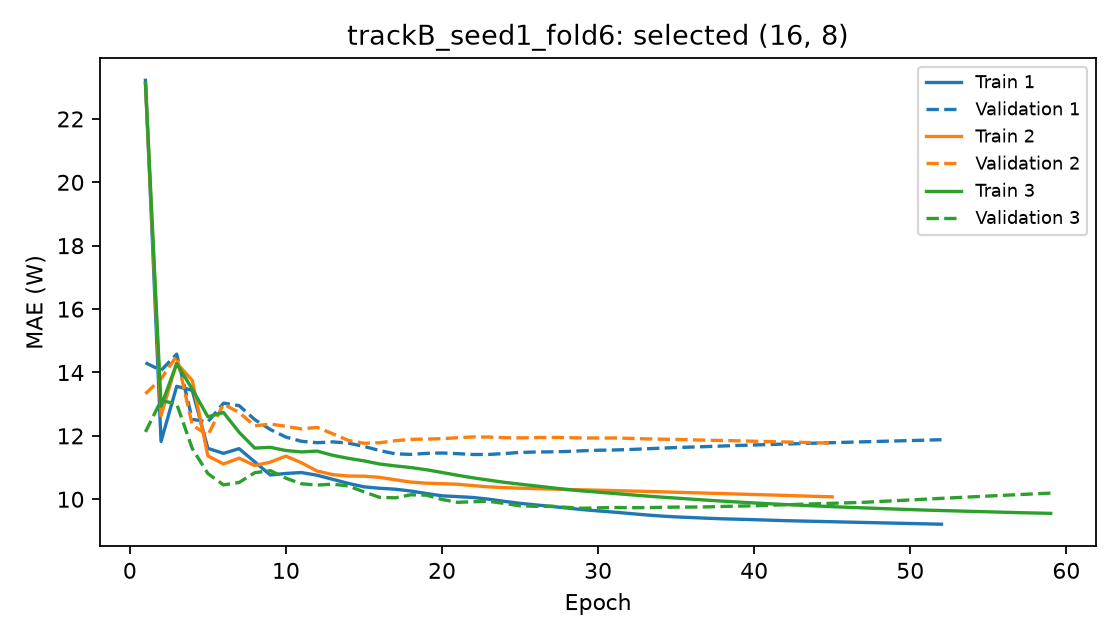 trackB_seed1_fold6: selected (16, 8)
MAE (W)
22
20
18
16
14
12
10
0
10
20
30
40
50
60
Epoch
Train 1
Validation 1
Train 2
Validation 2
Train 3
Validation 3